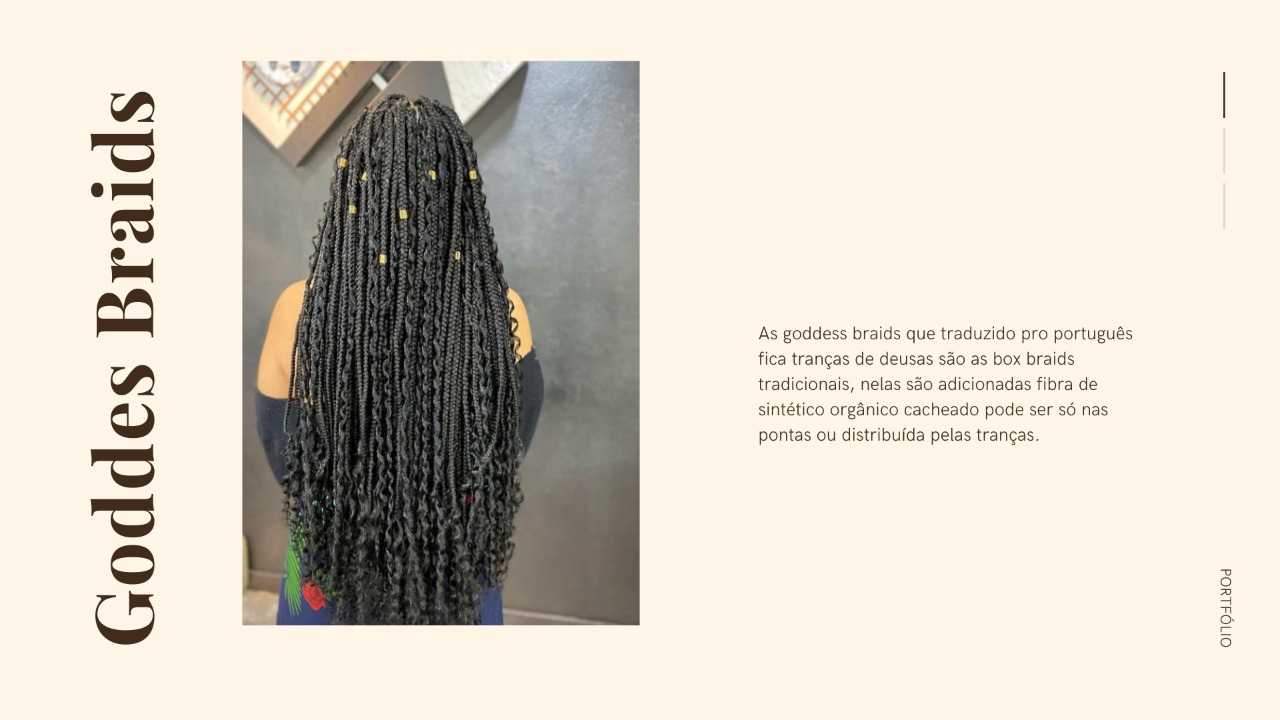 Goddes Braids
As goddess braids que traduzido pro português
fica tranças de deusas são as box braids
tradicionais, nelas são adicionadas fibra de
sintético orgânico cacheado pode ser só nas
pontas ou distribuída pelas tranças.
PORTFÓLIO